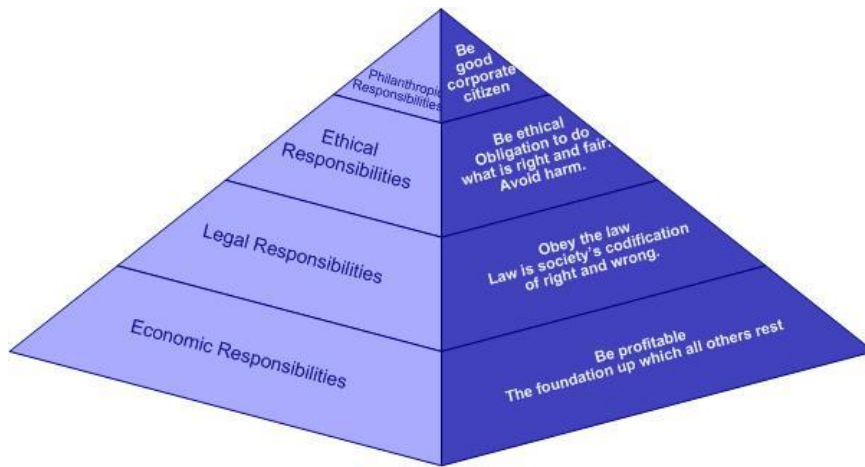 Philanthropic
Responsibilities
Be
good
corporate
citizen
Ethical
Responsibilities
Be ethical
Obligation to do
what is right and fair.
Avoid harm.
Legal Responsibilities
Obey the law
Law is society's codification
of right and wrong.
Economic Responsibilities
Be profitable
The foundation up which all others rest